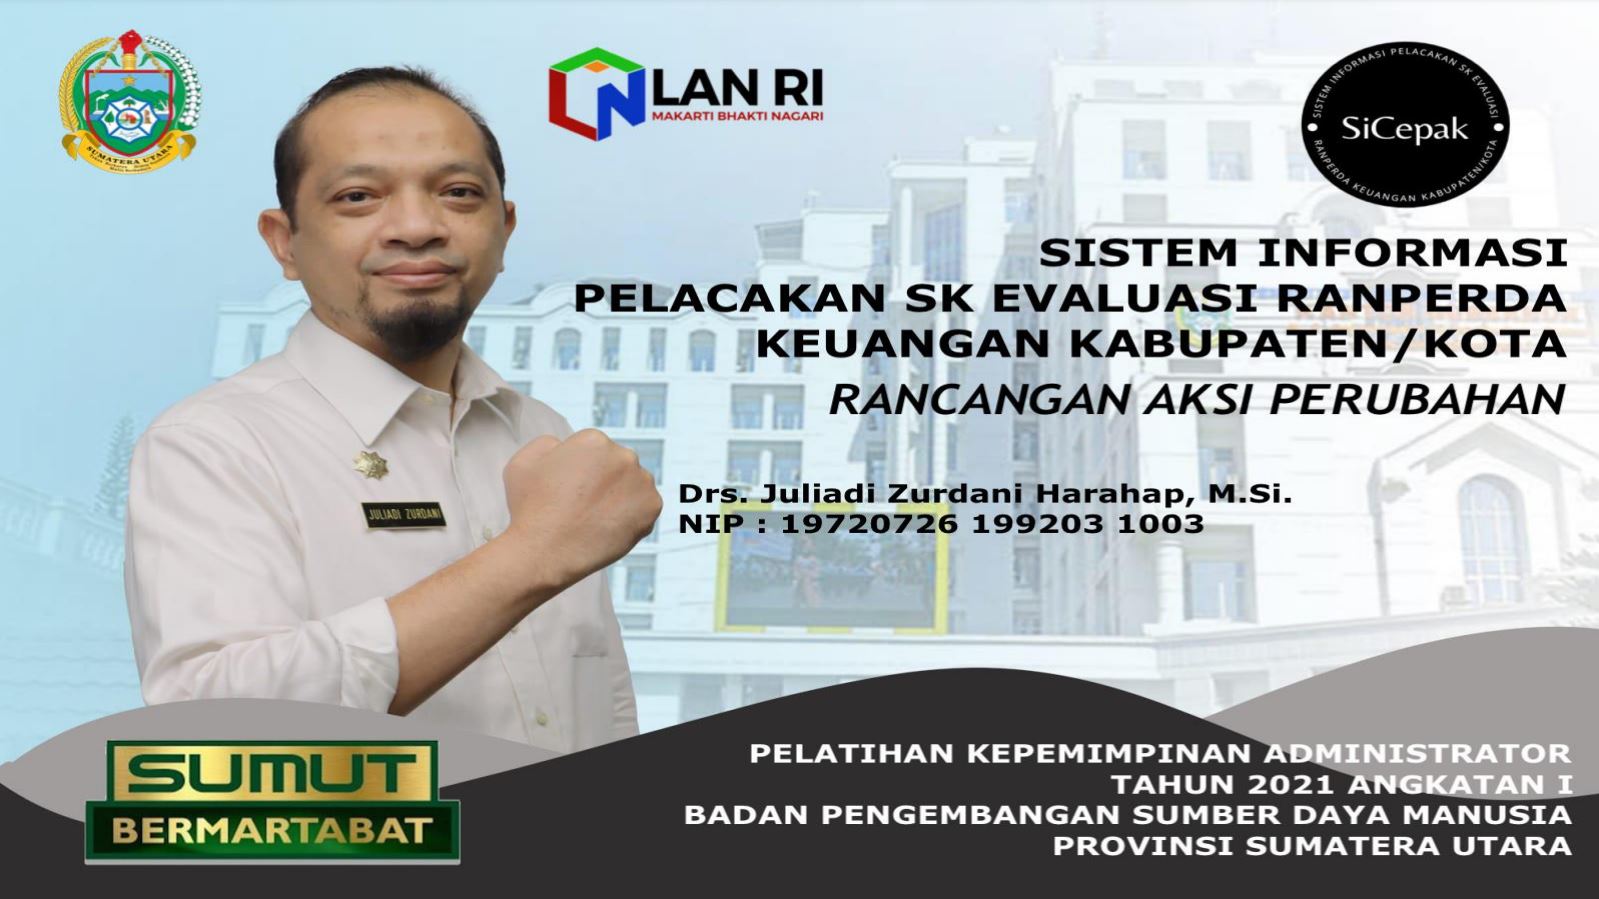 SUMATERA UTARA
LAN RI
MAKARTI BHAKTI NAGARI
SISTEM INFORMASI PELACAKAN SK EVALUASI
SiCepak
RANPERDA KEUANGAN KABUPATEN/KOTA
SISTEM INFORMASI
PELACAKAN SK EVALUASI RANPERDA
KEUANGAN KABUPATEN/KOTA
RANCANGAN AKSI PERUBAHAN
Drs. Juliadi Zurdani Harahap, M.Si.
NIP : 19720726 199203 1003
JULIADI ZURDANI
SUMUT
BERMARTABAT
PELATIHAN KEPEMIMPINAN ADMINISTRATOR
TAHUN 2021 ANGKATAN I
BADAN PENGEMBANGAN SUMBER DAYA MANUSIA
PROVINSI SUMATERA UTARA